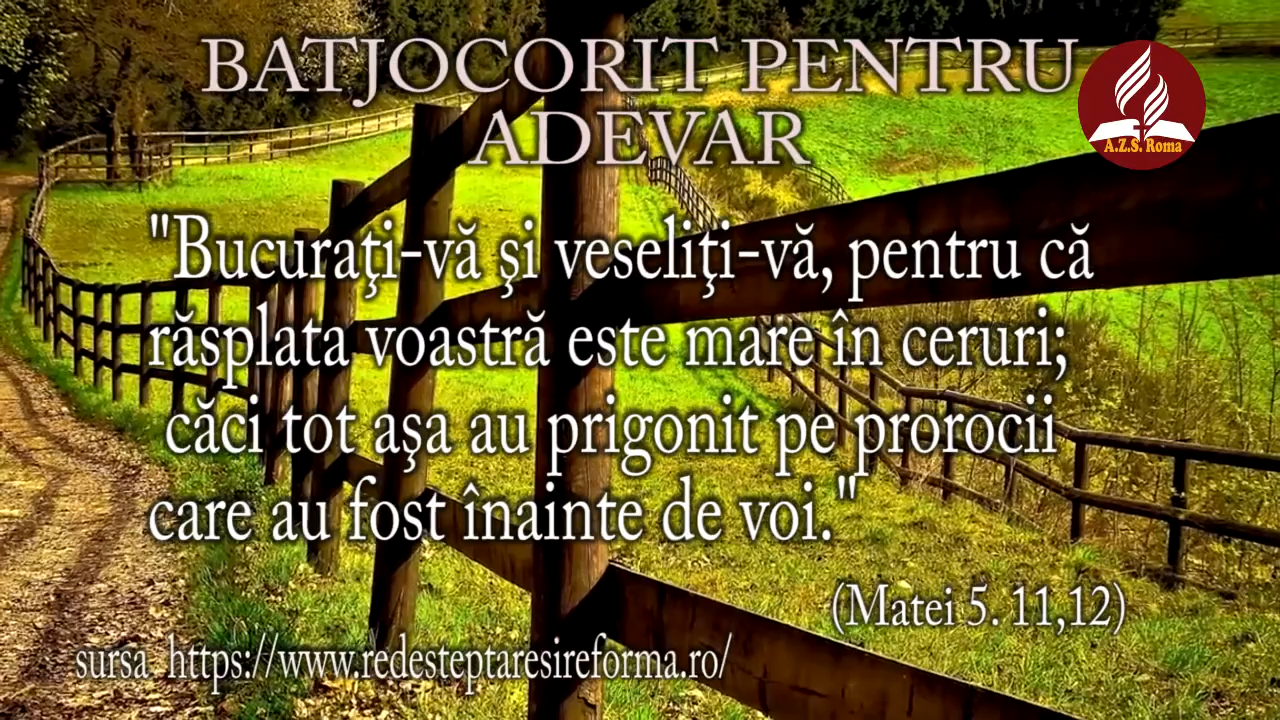 BATJOCORIT PENTRU
ADEVAR
A.Z.S. Roma
"Bucuraţi-vă şi veseliţi-vă, pentru că
răsplata voastră este mare în ceruri;
căci tot aşa au prigonit pe prorocii
care au fost înainte de voi."
(Matei 5. 11,12)
sursa https://www.redesteptaresireforma.ro/